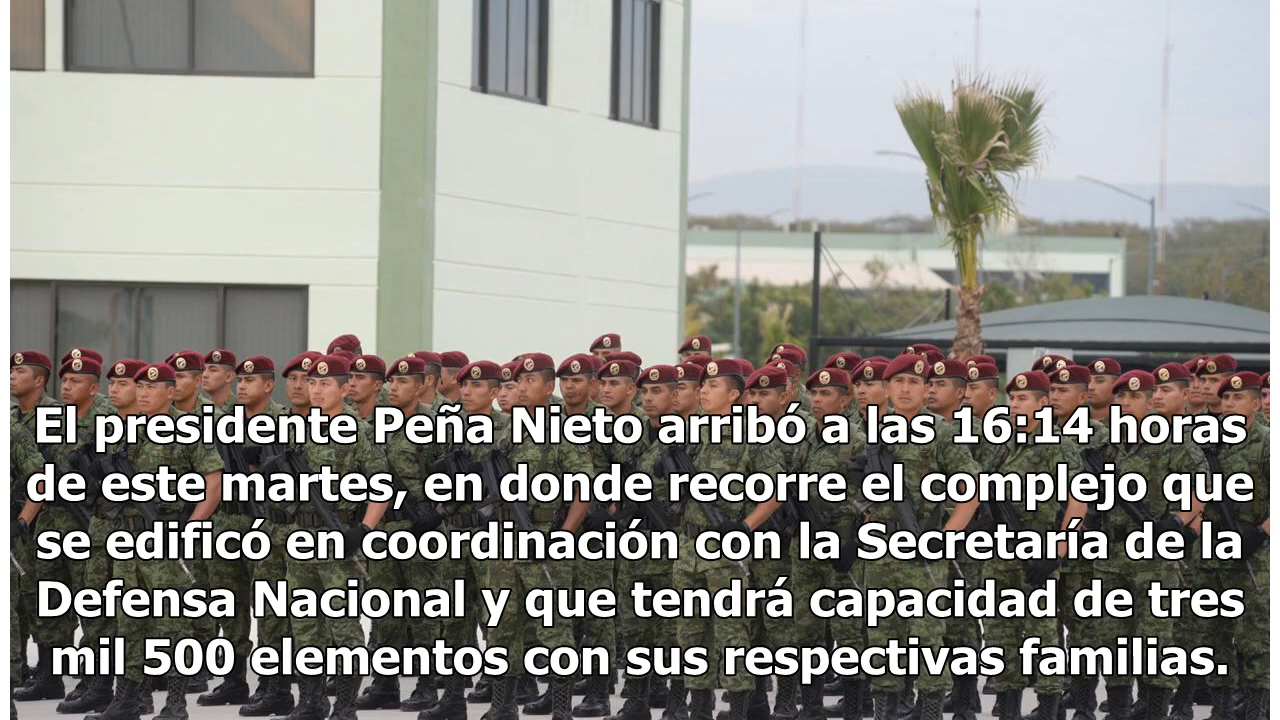 El presidente Peña Nieto arribó a las 16:14 horas
de este martes, en donde recorre el complejo que
se edificó en coordinación con la Secretaría de la
Defensa Nacional y que tendrá capacidad de tres
mil 500 elementos con sus respectivas familias.